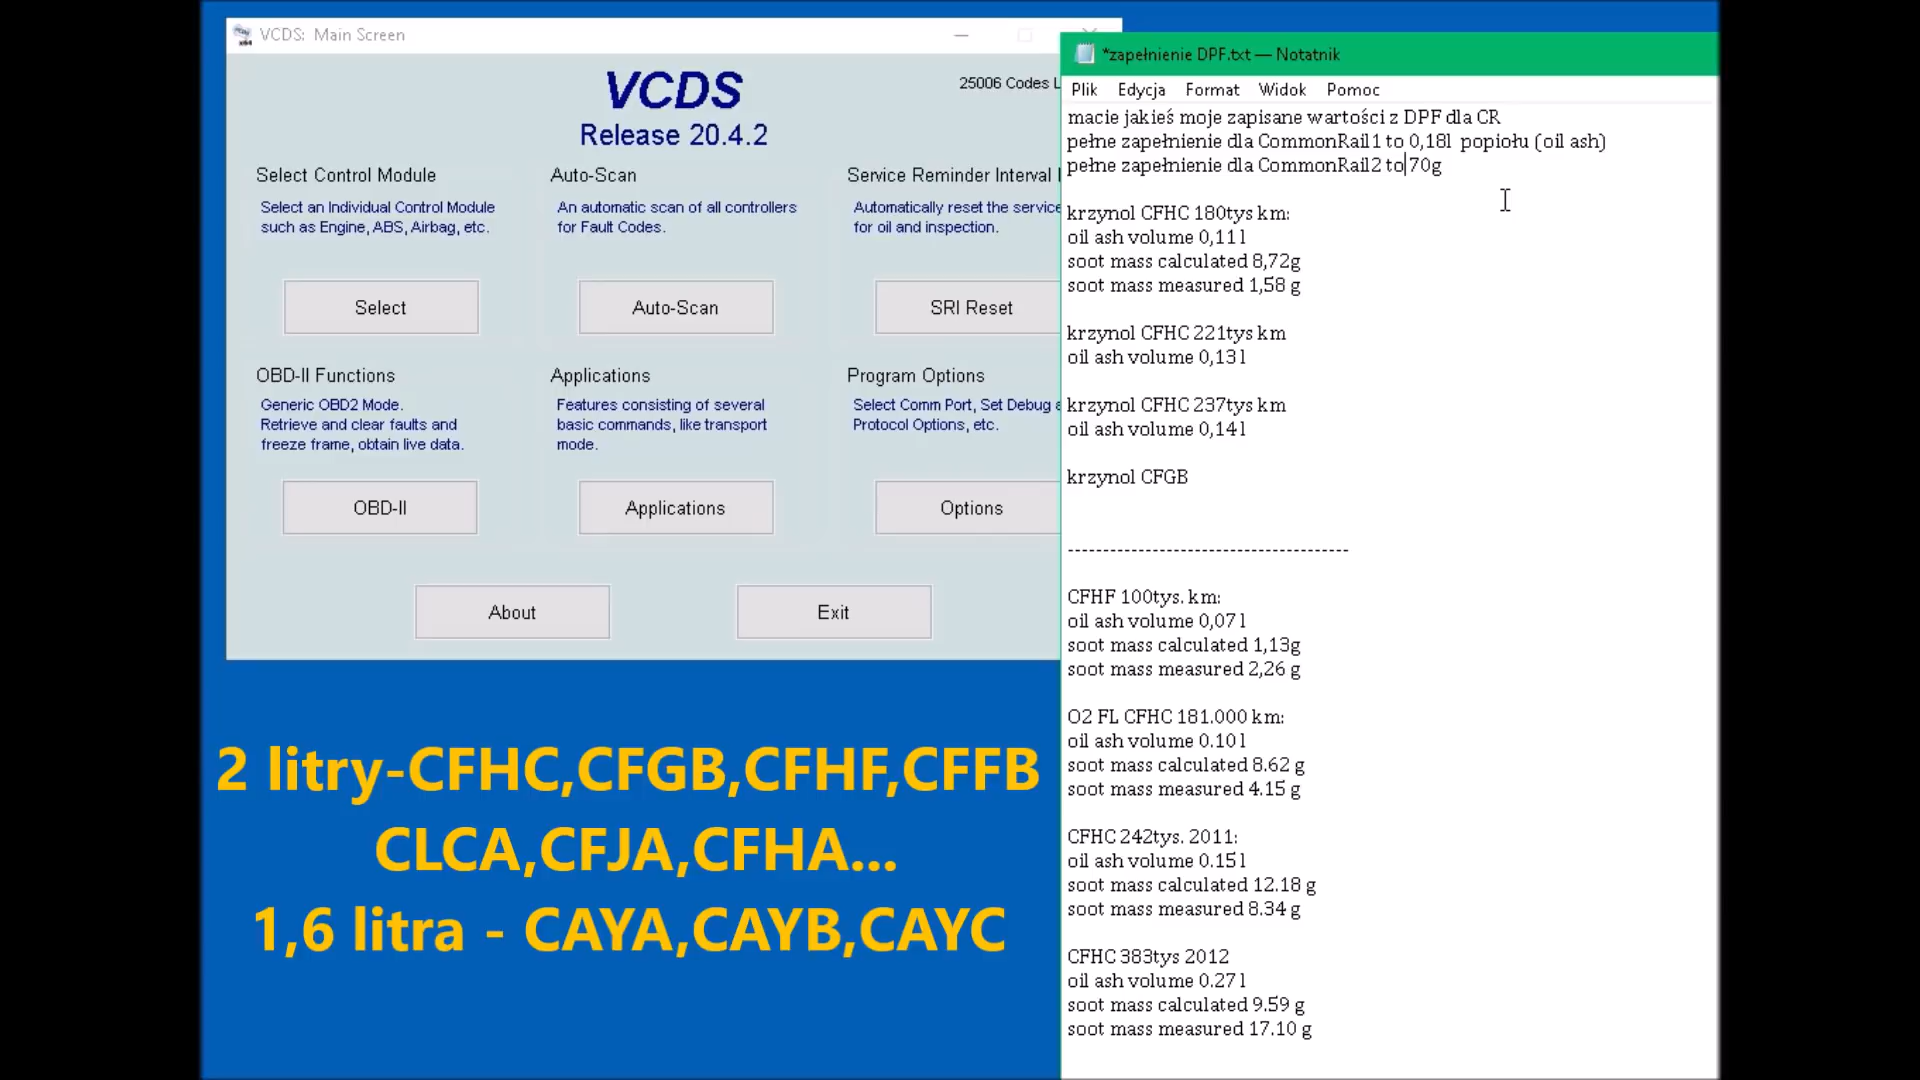 VCDS: Main Screen
VCDS
Release 20.4.2
25006 Codes L
Select Control Module
Select an Individual Control Module
such as Engine, ABS, Airbag, etc.
Select
Auto-Scan
An automatic scan of all controllers
for Fault Codes.
Auto-Scan
Service Reminder Interval
Automatically reset the service
for oil and inspection.
SRI Reset
OBD-II Functions
Generic OBD2 Mode.
Retrieve and clear faults and
freeze frame, obtain live data.
OBD-II
Applications
Features consisting of several
basic commands, like transport
mode.
Applications
Program Options
Select Comm Port, Set Debug
Protocol Options, etc.
Options
About
Exit
2 litry-CFHC,CFGB,CFHF,CFFB
CLCA,CFJA,CFHA...
1,6 litra - CAYA,CAYB,CAYC
*zapełnienie DPF.txt — Notatnik
Plik Edycja Format Widok Pomoc
macie jakieś moje zapisane wartości z DPF dla CR
pełne zapełnienie dla CommonRail1 to 0,18l popiołu (oil ash)
pełne zapełnienie dla CommonRail2 to 70g
krzynol CFHC 180tys km:
oil ash volume 0,11 l
soot mass calculated 8,72g
soot mass measured 1,58 g
krzynol CFHC 221tys km
oil ash volume 0,13 l
krzynol CFHC 237tys km
oil ash volume 0,14 l
krzynol CFGB
----------------------------------------
CFHF 100tys. km:
oil ash volume 0,07 l
soot mass calculated 1,13g
soot mass measured 2,26 g
O2 FL CFHC 181.000 km:
oil ash volume 0.10 l
soot mass calculated 8.62 g
soot mass measured 4.15 g
CFHC 242tys. 2011:
oil ash volume 0.15 l
soot mass calculated 12.18 g
soot mass measured 8.34 g
CFHC 383tys 2012
oil ash volume 0.27 l
soot mass calculated 9.59 g
soot mass measured 17.10 g